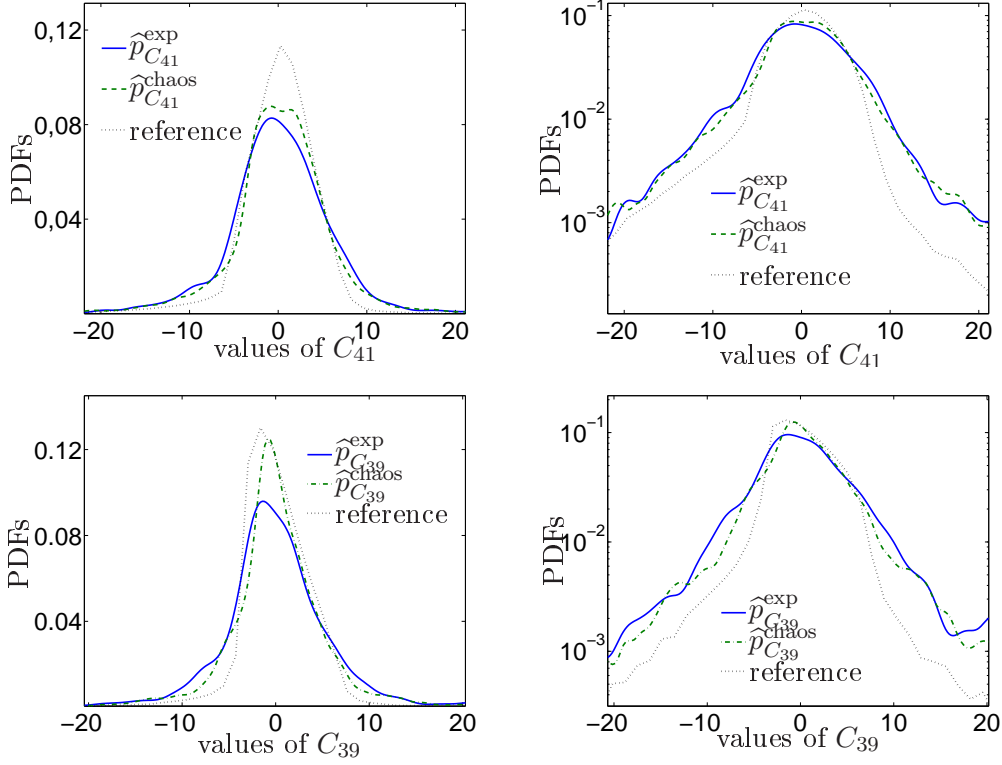 0,12
0,08
0,04
PDFs
p̂^exp_C41
p̂^chaos_C41
reference
−20 −10 0 10 20
values of C41
10^−1
10^−2
10^−3
PDFs
p̂^exp_C41
p̂^chaos_C41
reference
−20 −10 0 10 20
values of C41
0.12
0.08
0.04
PDFs
p̂^exp_C39
p̂^chaos_C39
reference
−20 −10 0 10 20
values of C39
10^−1
10^−2
10^−3
PDFs
p̂^exp_C39
p̂^chaos_C39
reference
−20 −10 0 10 20
values of C39